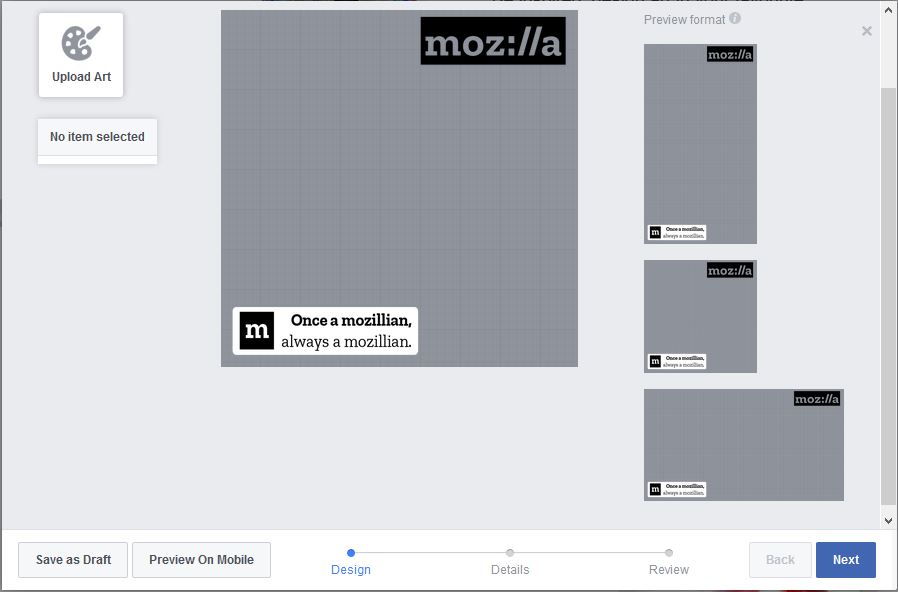 Upload Art
No item selected
moz://a
m
Once a mozillian,
always a mozillian.
Preview format
moz://a
m
Once a mozillian,
always a mozillian.
moz://a
m
Once a mozillian,
always a mozillian.
moz://a
m
Once a mozillian,
always a mozillian.
Save as Draft
Preview On Mobile
Design
Details
Review
Back
Next